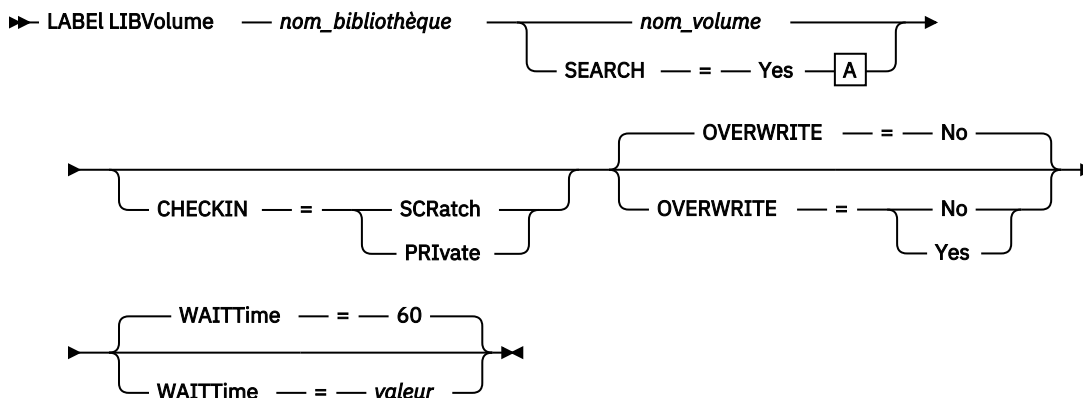 LABEl LIBVolume nom_bibliothèque nom_volume
SEARCH = Yes A
OVERWRITE = No
CHECKIN = SCRatch OVERWRITE = No
PRIvate Yes
WAITTime = 60
WAITTime = valeur